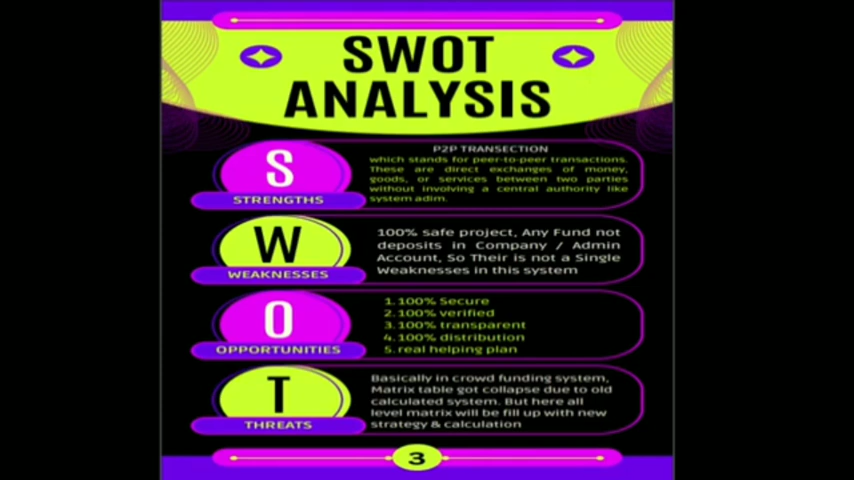 SWOT
ANALYSIS
S
STRENGTHS
P2P TRANSECTION
which stands for peer-to-peer transactions.
These are direct exchanges of money,
goods, or services between two parties
without involving a central authority like
system adim.
W
WEAKNESSES
100% safe project, Any Fund not
deposits in Company / Admin
Account, So Their is not a Single
Weaknesses in this system
O
OPPORTUNITIES
1. 100% Secure
2. 100% verified
3. 100% transparent
4. 100% distribution
5. real helping plan
T
THREATS
Basically in crowd funding system,
Matrix table got collapse due to old
calculated system. But here all
level matrix will be fill up with new
strategy & calculation
3